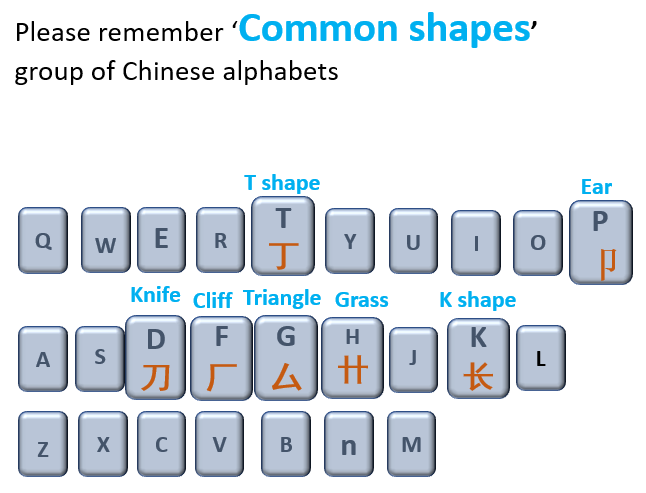 Please remember ‘Common shapes’
group of Chinese alphabets
T shape
Ear
Q W E R T Y U I O P
丁 卩
Knife Cliff Triangle Grass K shape
A S D F G H J K L
刀 厂 厶 廾 长
Z X C V B n M